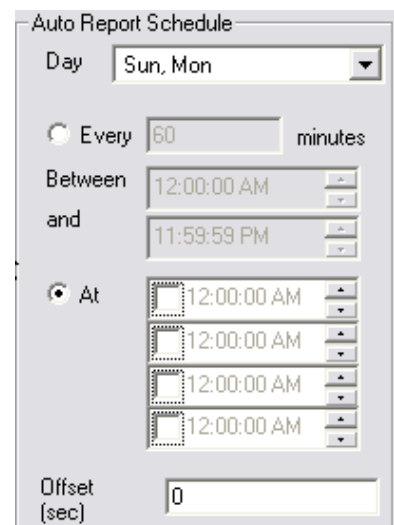 Auto Report Schedule
Day Sun, Mon
Every 60 minutes
Between 12:00:00 AM
and
11:59:59 PM
At 12:00:00 AM
12:00:00 AM
12:00:00 AM
12:00:00 AM
Offset
(sec) 0